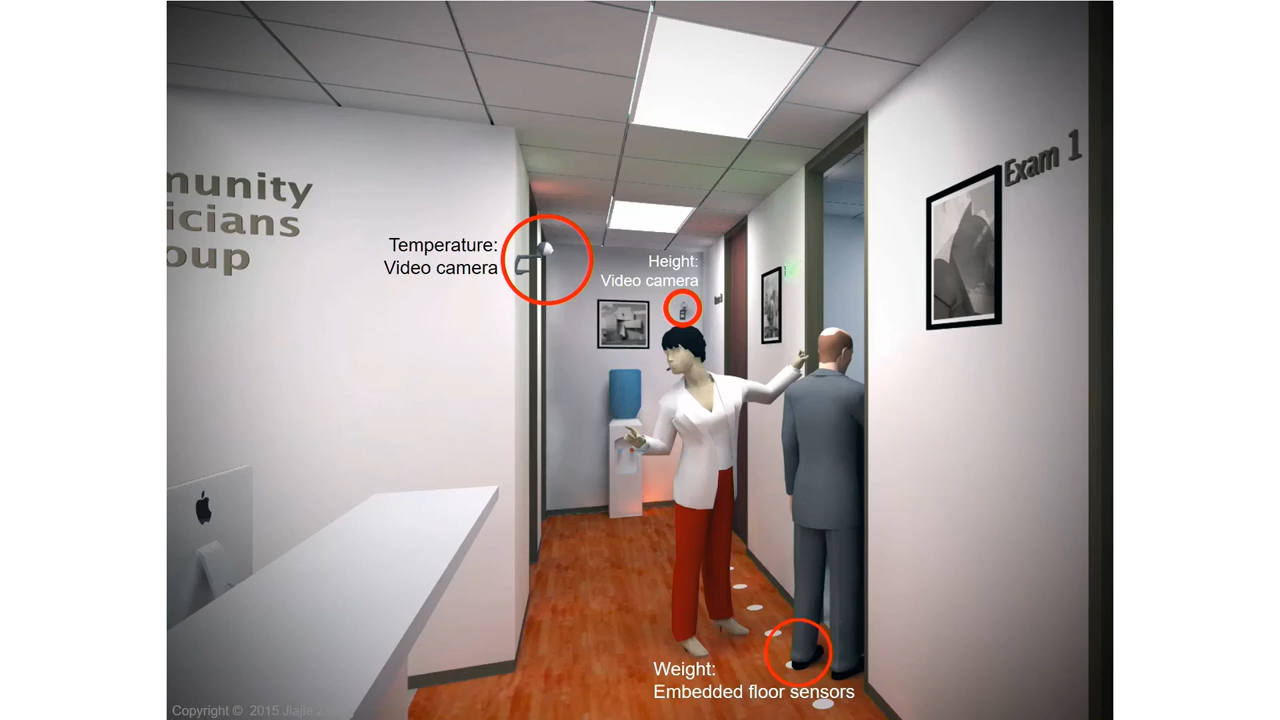 munity
icians
oup
Exam 1
Temperature:
Video camera
Height:
Video camera
Weight:
Embedded floor sensors
Copyright © 2015 Jiajie